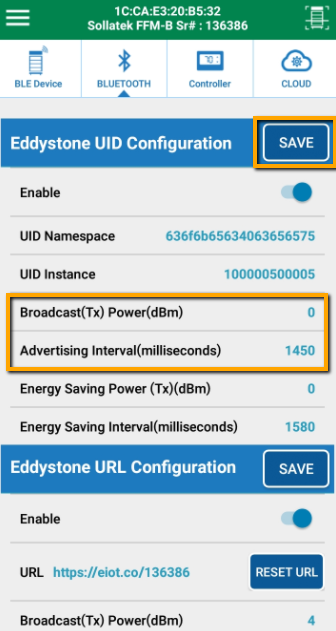 1C:CA:E3:20:B5:32
Sollatek FFM-B Sr# : 136386
BLE Device BLUETOOTH Controller CLOUD
Eddystone UID Configuration SAVE
Enable
UID Namespace 636f6b65634063656575
UID Instance 100000500005
Broadcast(Tx) Power(dBm) 0
Advertising Interval(milliseconds) 1450
Energy Saving Power (Tx)(dBm) 0
Energy Saving Interval(milliseconds) 1580
Eddystone URL Configuration SAVE
Enable
URL https://eiot.co/136386 RESET URL
Broadcast(Tx) Power(dBm) 4